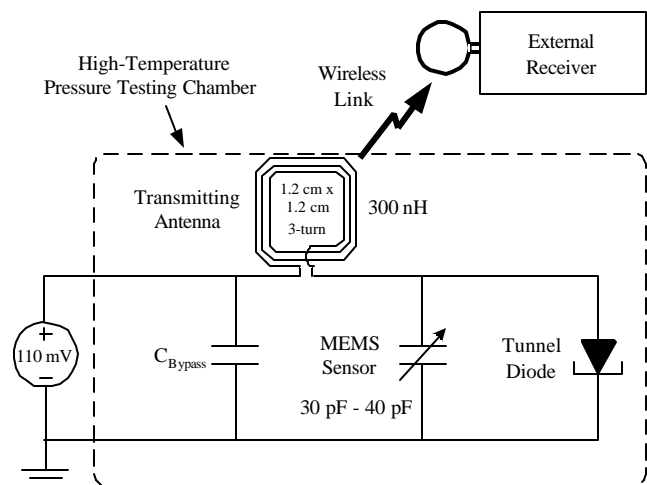 External
Receiver
High-Temperature
Pressure Testing Chamber
Wireless
Link
Transmitting
Antenna
1.2 cm x
1.2 cm
3-turn
300 nH
+
110 mV
−
C_Bypass
MEMS
Sensor
30 pF - 40 pF
Tunnel
Diode